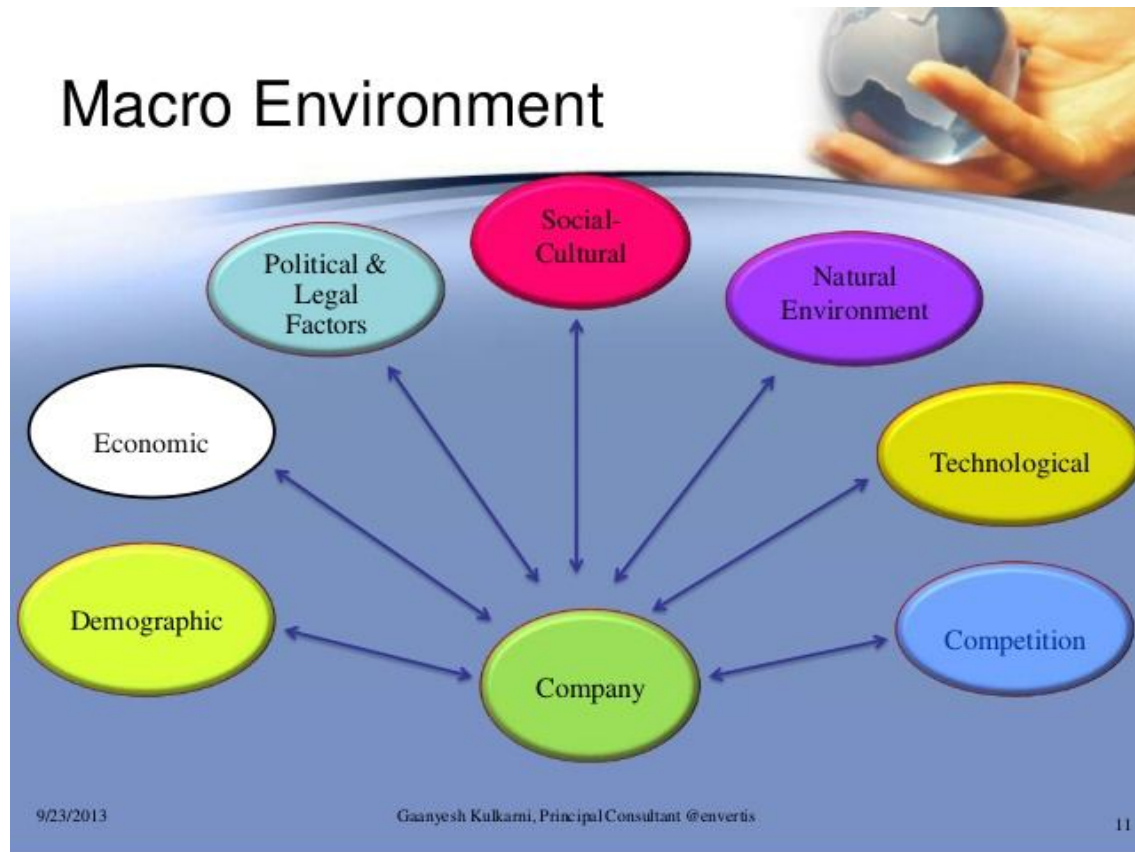 Macro Environment
Social-
Cultural
Political &
Legal
Factors
Natural
Environment
Economic
Technological
Demographic
Competition
Company
9/23/2013
Gaanyesh Kulkarni, Principal Consultant @envertis
11